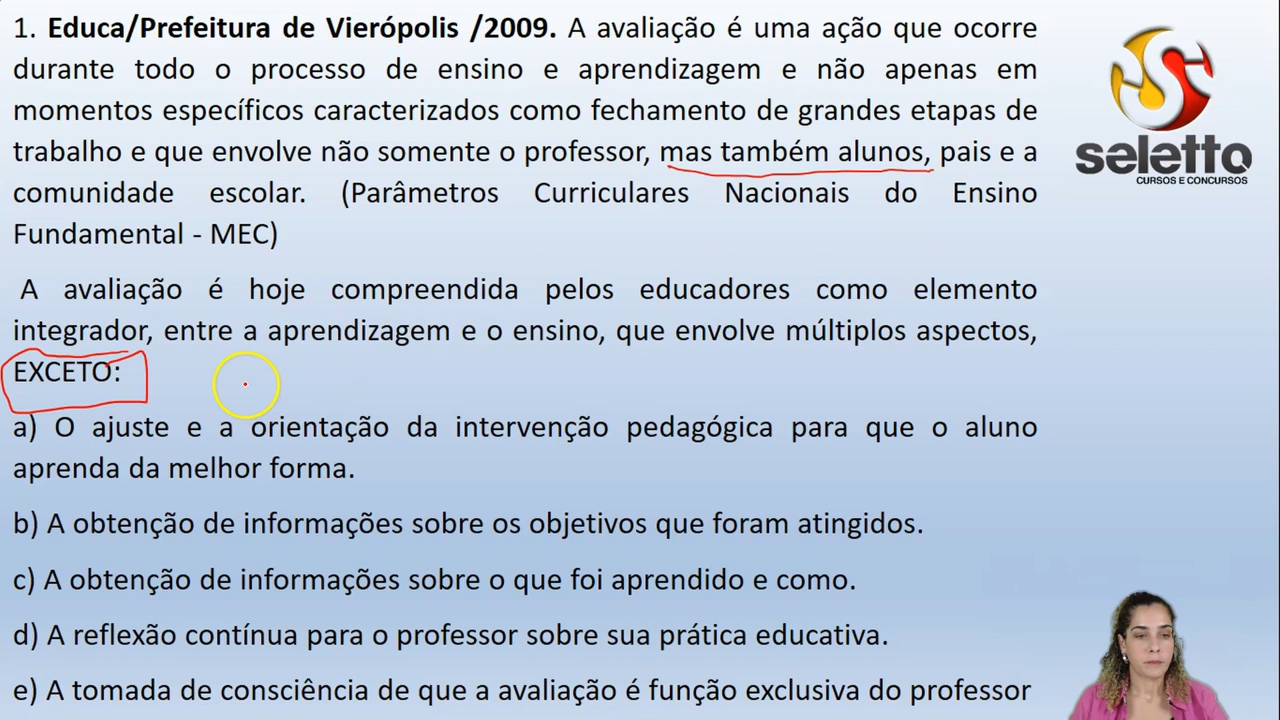 1. Educa/Prefeitura de Vierópolis /2009. A avaliação é uma ação que ocorre
durante todo o processo de ensino e aprendizagem e não apenas em
momentos específicos caracterizados como fechamento de grandes etapas de
trabalho e que envolve não somente o professor, mas também alunos, pais e a
comunidade escolar. (Parâmetros Curriculares Nacionais do Ensino
Fundamental - MEC)
A avaliação é hoje compreendida pelos educadores como elemento
integrador, entre a aprendizagem e o ensino, que envolve múltiplos aspectos,
EXCETO:
a) O ajuste e a orientação da intervenção pedagógica para que o aluno
aprenda da melhor forma.
b) A obtenção de informações sobre os objetivos que foram atingidos.
c) A obtenção de informações sobre o que foi aprendido e como.
d) A reflexão contínua para o professor sobre sua prática educativa.
e) A tomada de consciência de que a avaliação é função exclusiva do professor
seletto
CURSOS E CONCURSOS